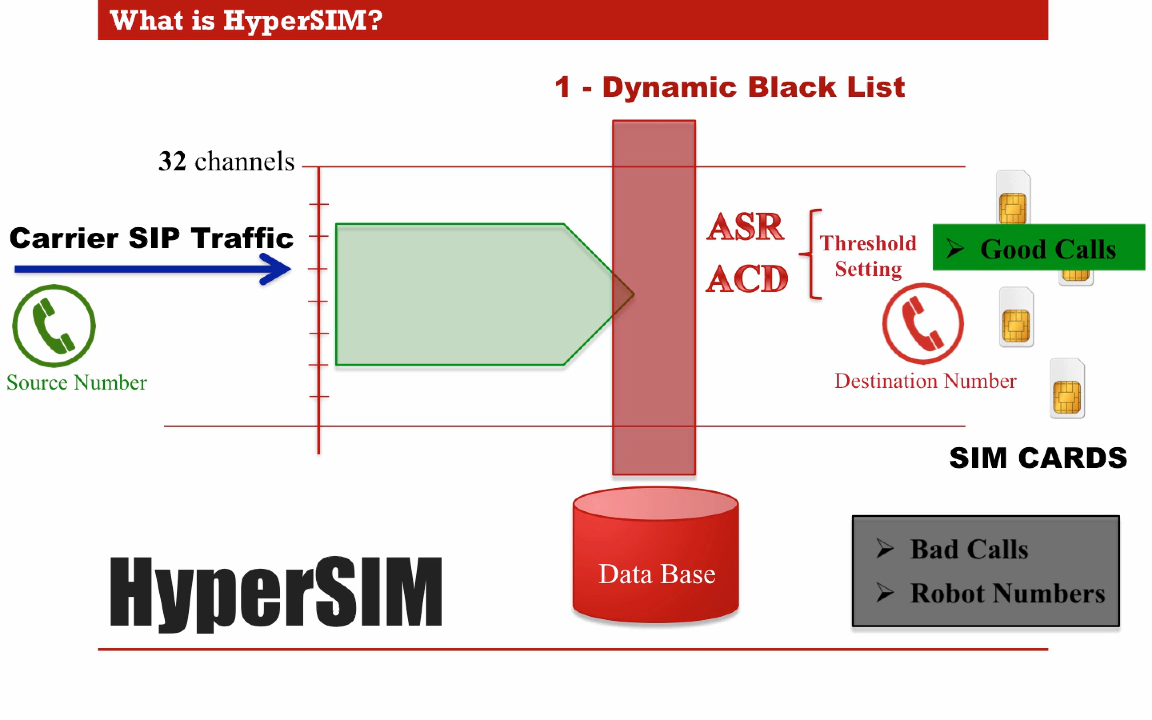 What is HyperSIM?
1 - Dynamic Black List
32 channels
Carrier SIP Traffic
Source Number
ASR
ACD
Threshold
Setting
Good Calls
Destination Number
SIM CARDS
Data Base
HyperSIM
Bad Calls
Robot Numbers